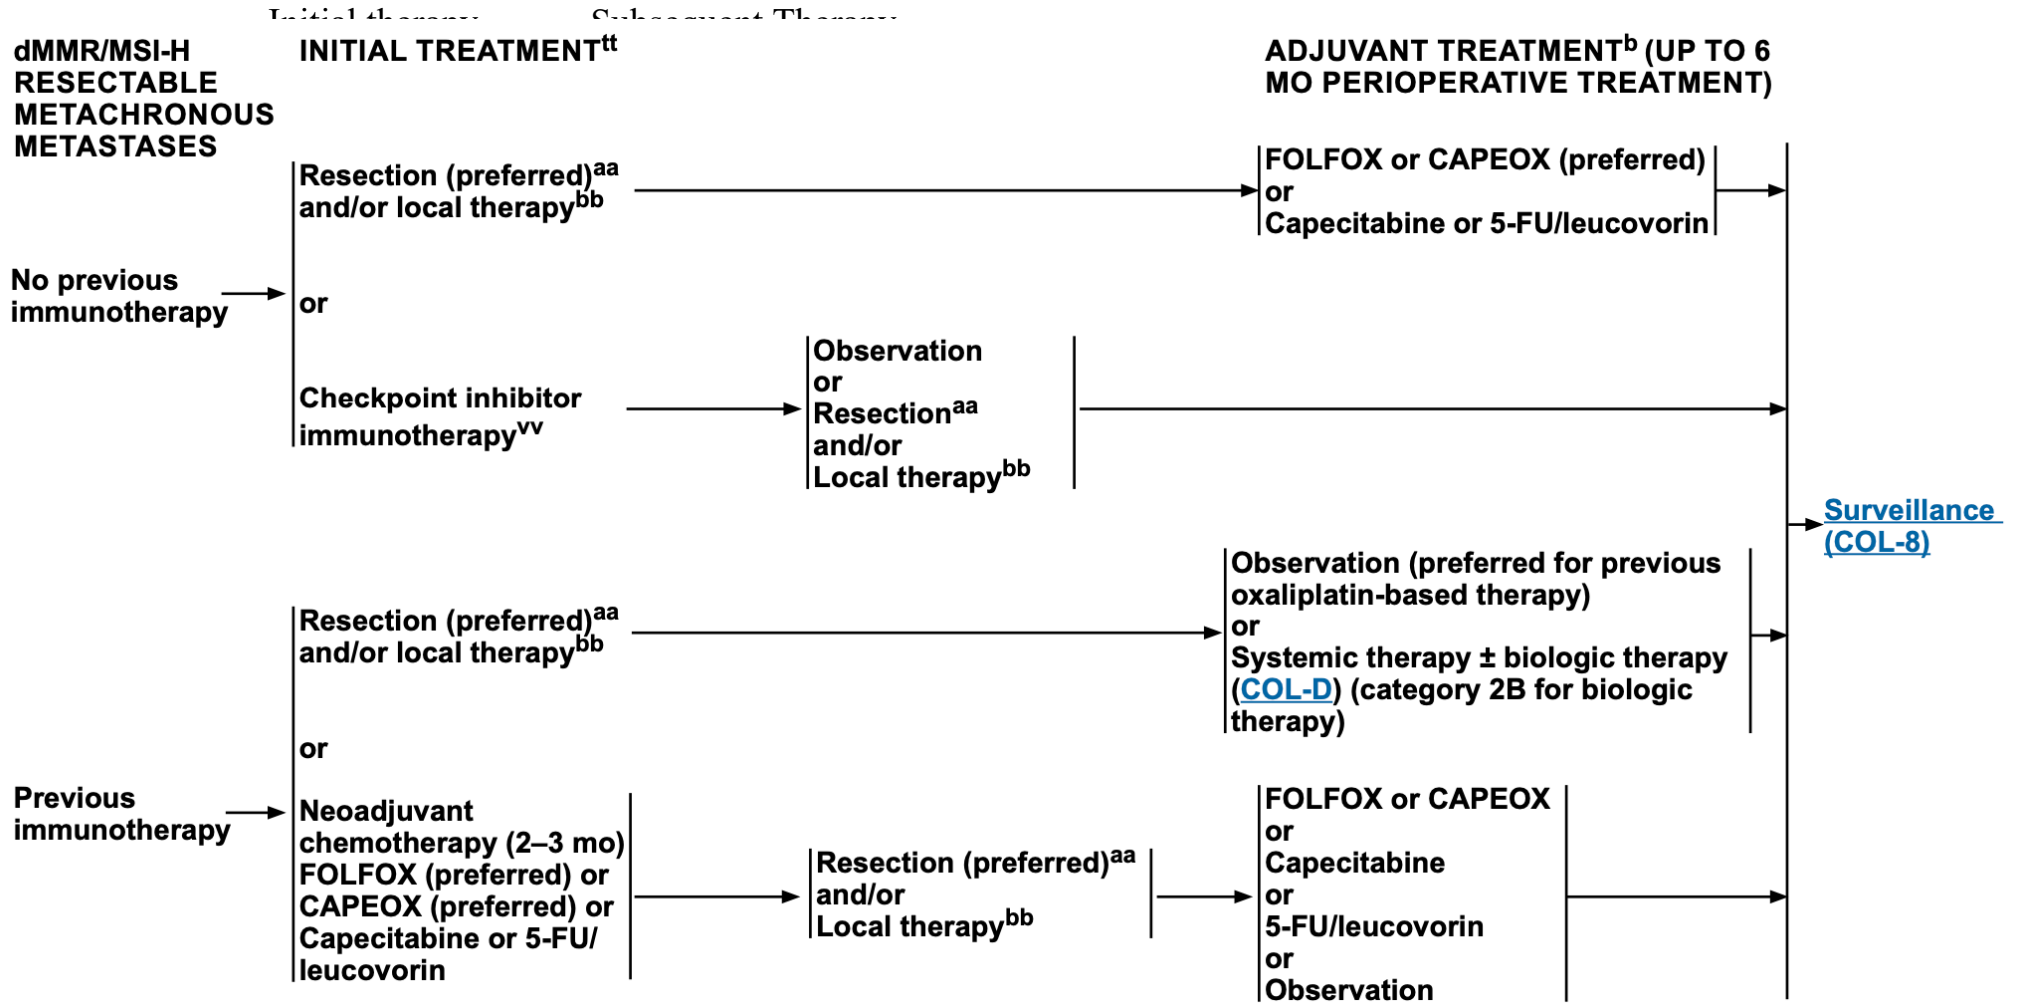 Initial therapy Subsequent Therapy
dMMR/MSI-H
RESECTABLE
METACHRONOUS
METASTASES
INITIAL TREATMENTtt
ADJUVANT TREATMENTb (UP TO 6
MO PERIOPERATIVE TREATMENT)
No previous
immunotherapy
Resection (preferred)aa
and/or local therapybb
FOLFOX or CAPEOX (preferred)
or
Capecitabine or 5-FU/leucovorin
or
Checkpoint inhibitor
immunotherapyvv
Observation
or
Resectionaa
and/or
Local therapybb
Previous
immunotherapy
Resection (preferred)aa
and/or local therapybb
Observation (preferred for previous
oxaliplatin-based therapy)
or
Systemic therapy ± biologic therapy
(COL-D) (category 2B for biologic
therapy)
or
Neoadjuvant
chemotherapy (2–3 mo)
FOLFOX (preferred) or
CAPEOX (preferred) or
Capecitabine or 5-FU/
leucovorin
Resection (preferred)aa
and/or
Local therapybb
FOLFOX or CAPEOX
or
Capecitabine
or
5-FU/leucovorin
or
Observation
Surveillance
(COL-8)